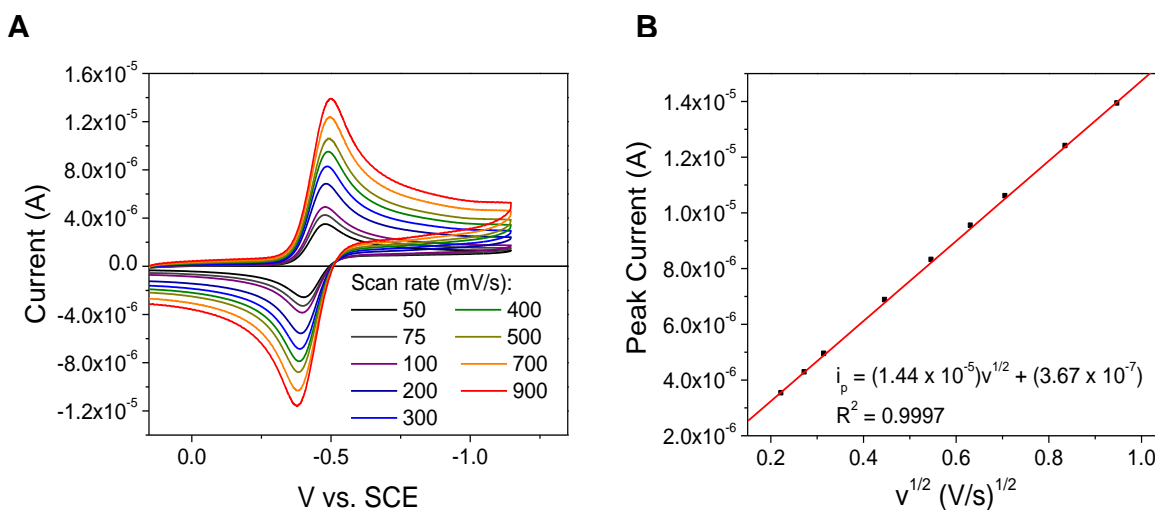 A
1.6x10⁻⁵
1.2x10⁻⁵
8.0x10⁻⁶
4.0x10⁻⁶
0.0
-4.0x10⁻⁶
-8.0x10⁻⁶
-1.2x10⁻⁵
Current (A)
Scan rate (mV/s):
50 400
75 500
100 700
200 900
300
0.0 -0.5 -1.0
V vs. SCE
B
1.4x10⁻⁵
1.2x10⁻⁵
1.0x10⁻⁵
8.0x10⁻⁶
6.0x10⁻⁶
4.0x10⁻⁶
2.0x10⁻⁶
Peak Current (A)
iₚ = (1.44 x 10⁻⁵)v¹/² + (3.67 x 10⁻⁷)
R² = 0.9997
0.2 0.4 0.6 0.8 1.0
v¹/² (V/s)¹/²